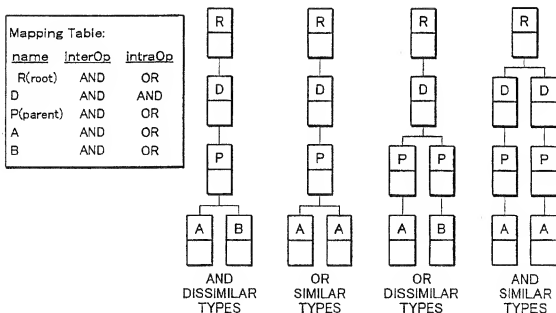 Mapping Table:
name interOp intraOp
R(root) AND OR
D AND AND
P(parent) AND OR
A AND OR
B AND OR
R R R R
D D D D D
P P P P P P
A B A A A B A A
AND
DISSIMILAR
TYPES
OR
SIMILAR
TYPES
OR
DISSIMILAR
TYPES
AND
SIMILAR
TYPES